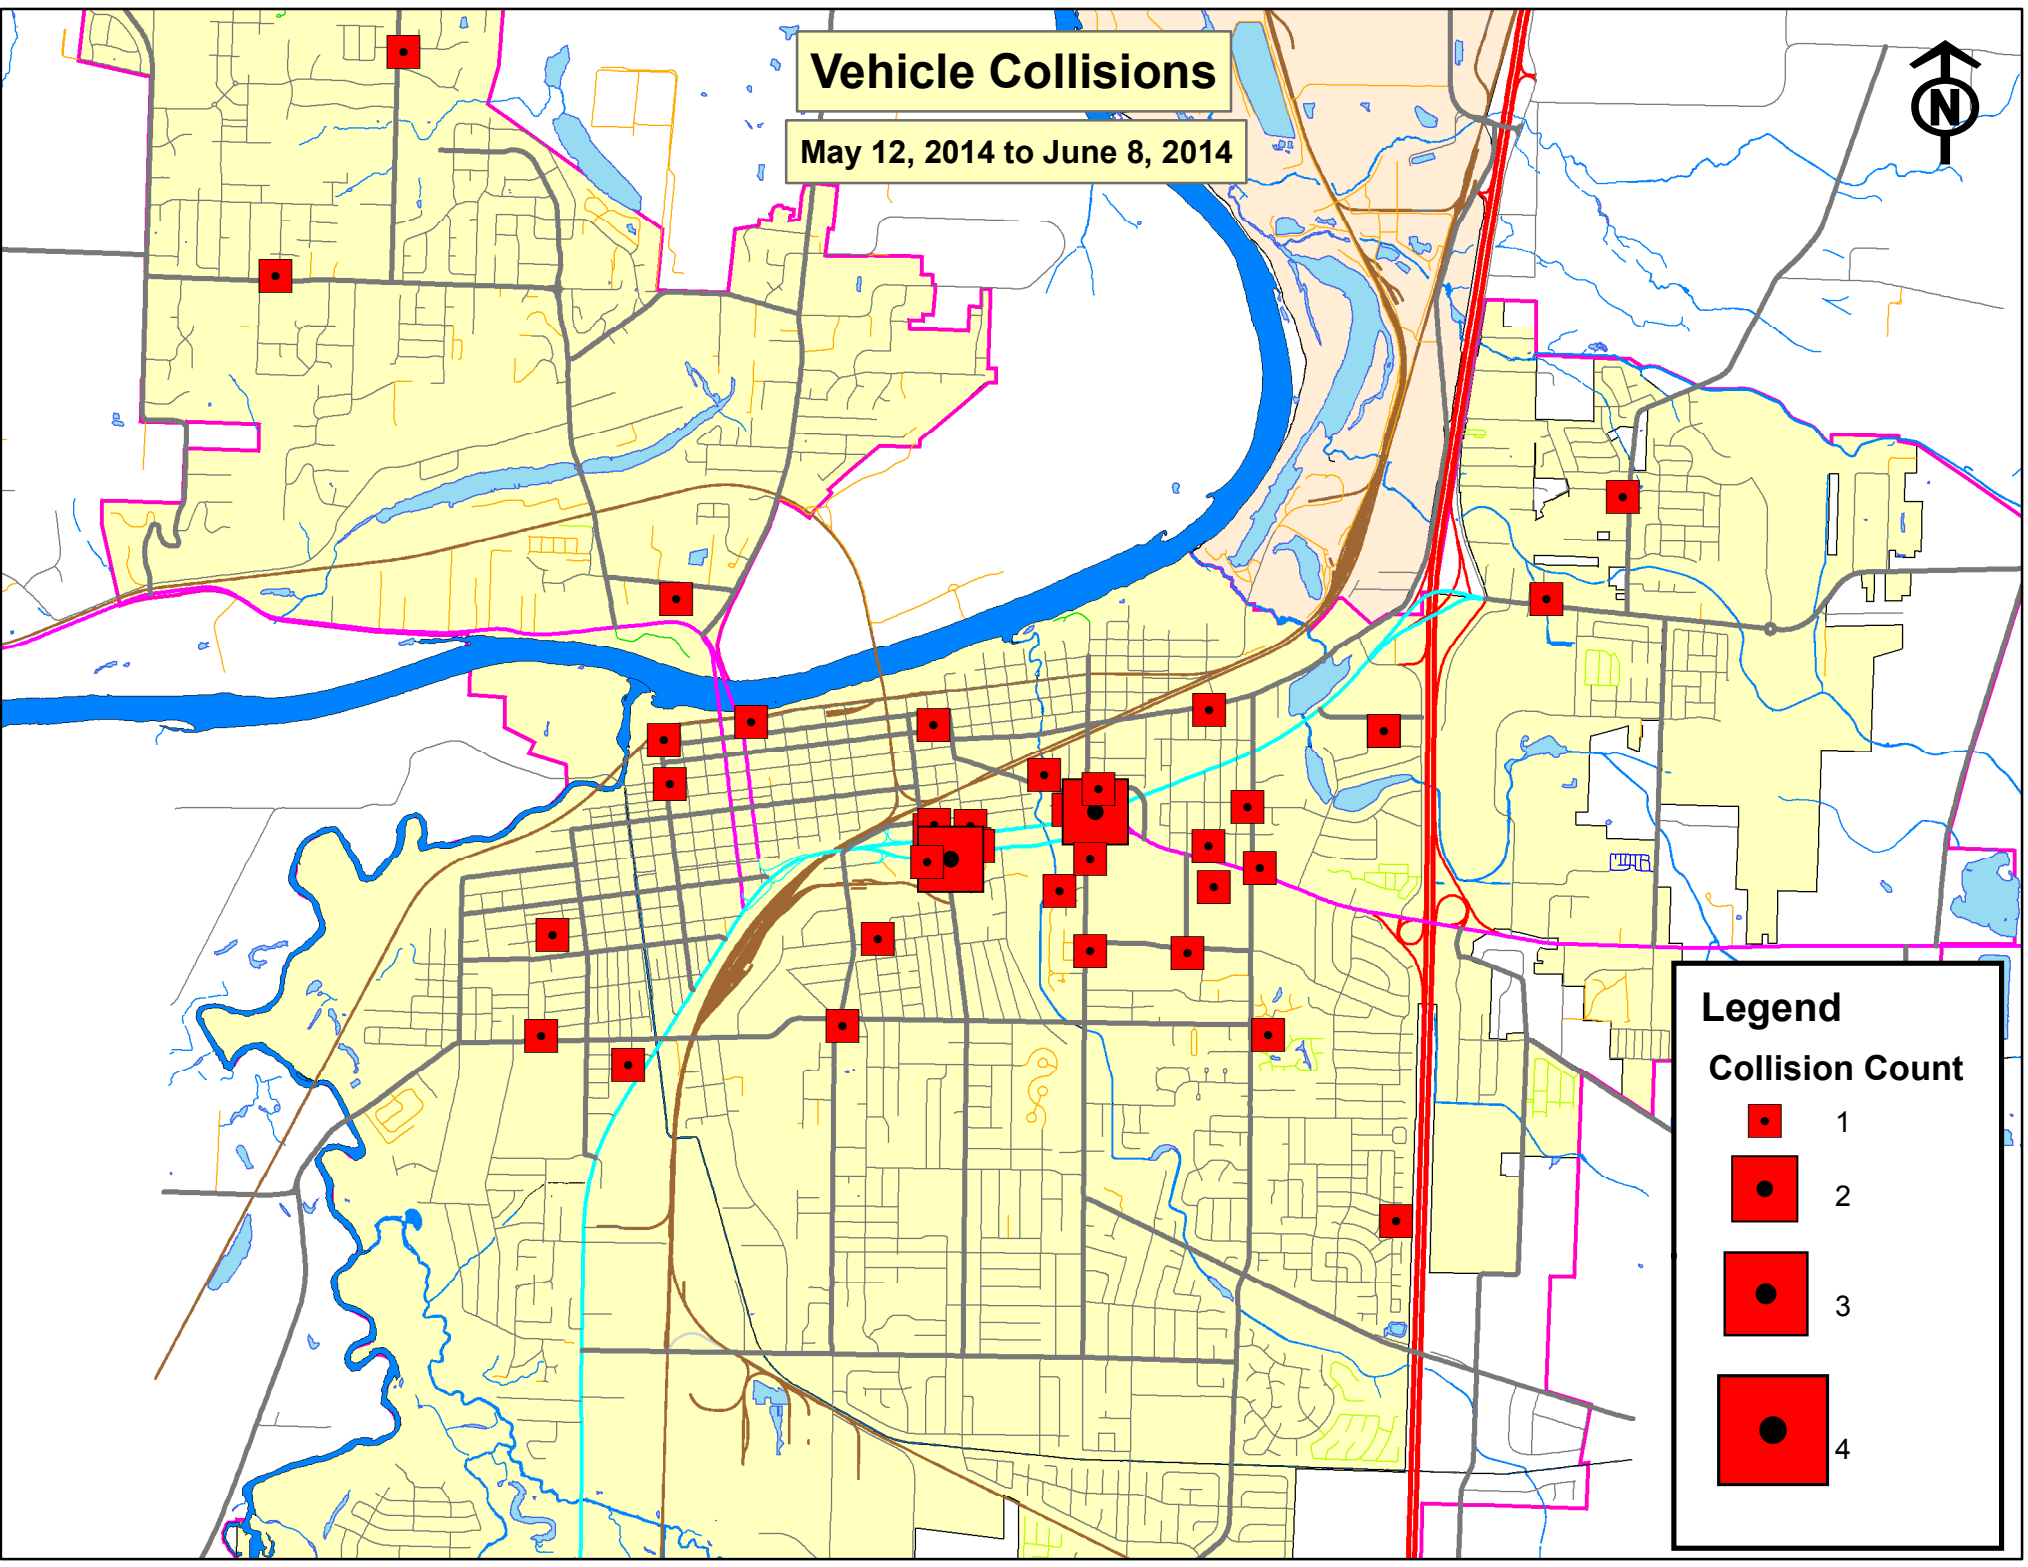 Vehicle Collisions
May 12, 2014 to June 8, 2014
N
Legend
Collision Count
1
2
3
4